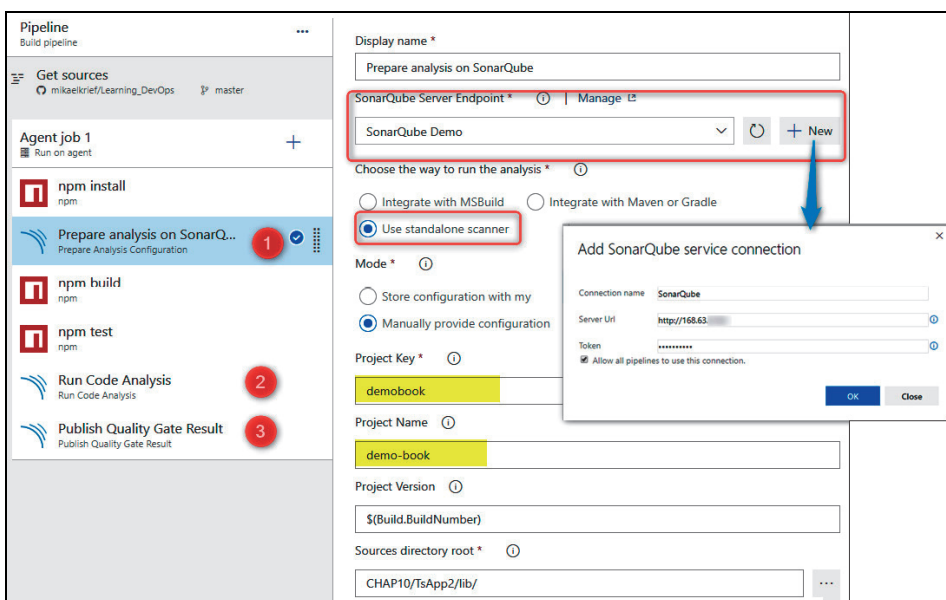 Pipeline
...
Build pipeline
Get sources
mikaelkrief/Learning_DevOps master
Agent job 1
Run on agent
npm install
npm
Prepare analysis on SonarQ...
Prepare Analysis Configuration
1
npm build
npm
npm test
npm
Run Code Analysis
Run Code Analysis
2
Publish Quality Gate Result
Publish Quality Gate Result
3
Display name *
Prepare analysis on SonarQube
SonarQube Server Endpoint * | Manage
SonarQube Demo
New
Choose the way to run the analysis *
Integrate with MSBuild Integrate with Maven or Gradle
Use standalone scanner
Mode *
Store configuration with my
Manually provide configuration
Project Key *
demobook
Project Name
demo-book
Project Version
$(Build.BuildNumber)
Sources directory root *
CHAP10/TsApp2/lib/
...
Add SonarQube service connection
Connection name SonarQube
Server Url http://168.63.
Token ••••••••••
Allow all pipelines to use this connection.
OK Close